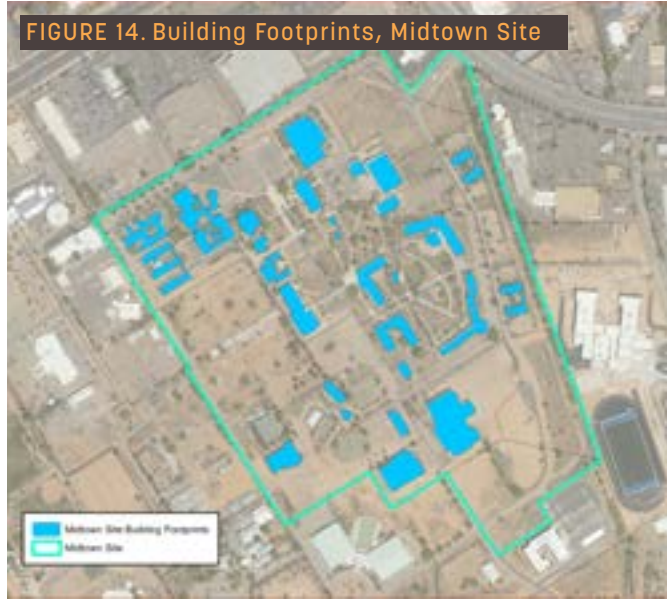 FIGURE 14. Building Footprints, Midtown Site
Midtown Site Building Footprints
Midtown Site